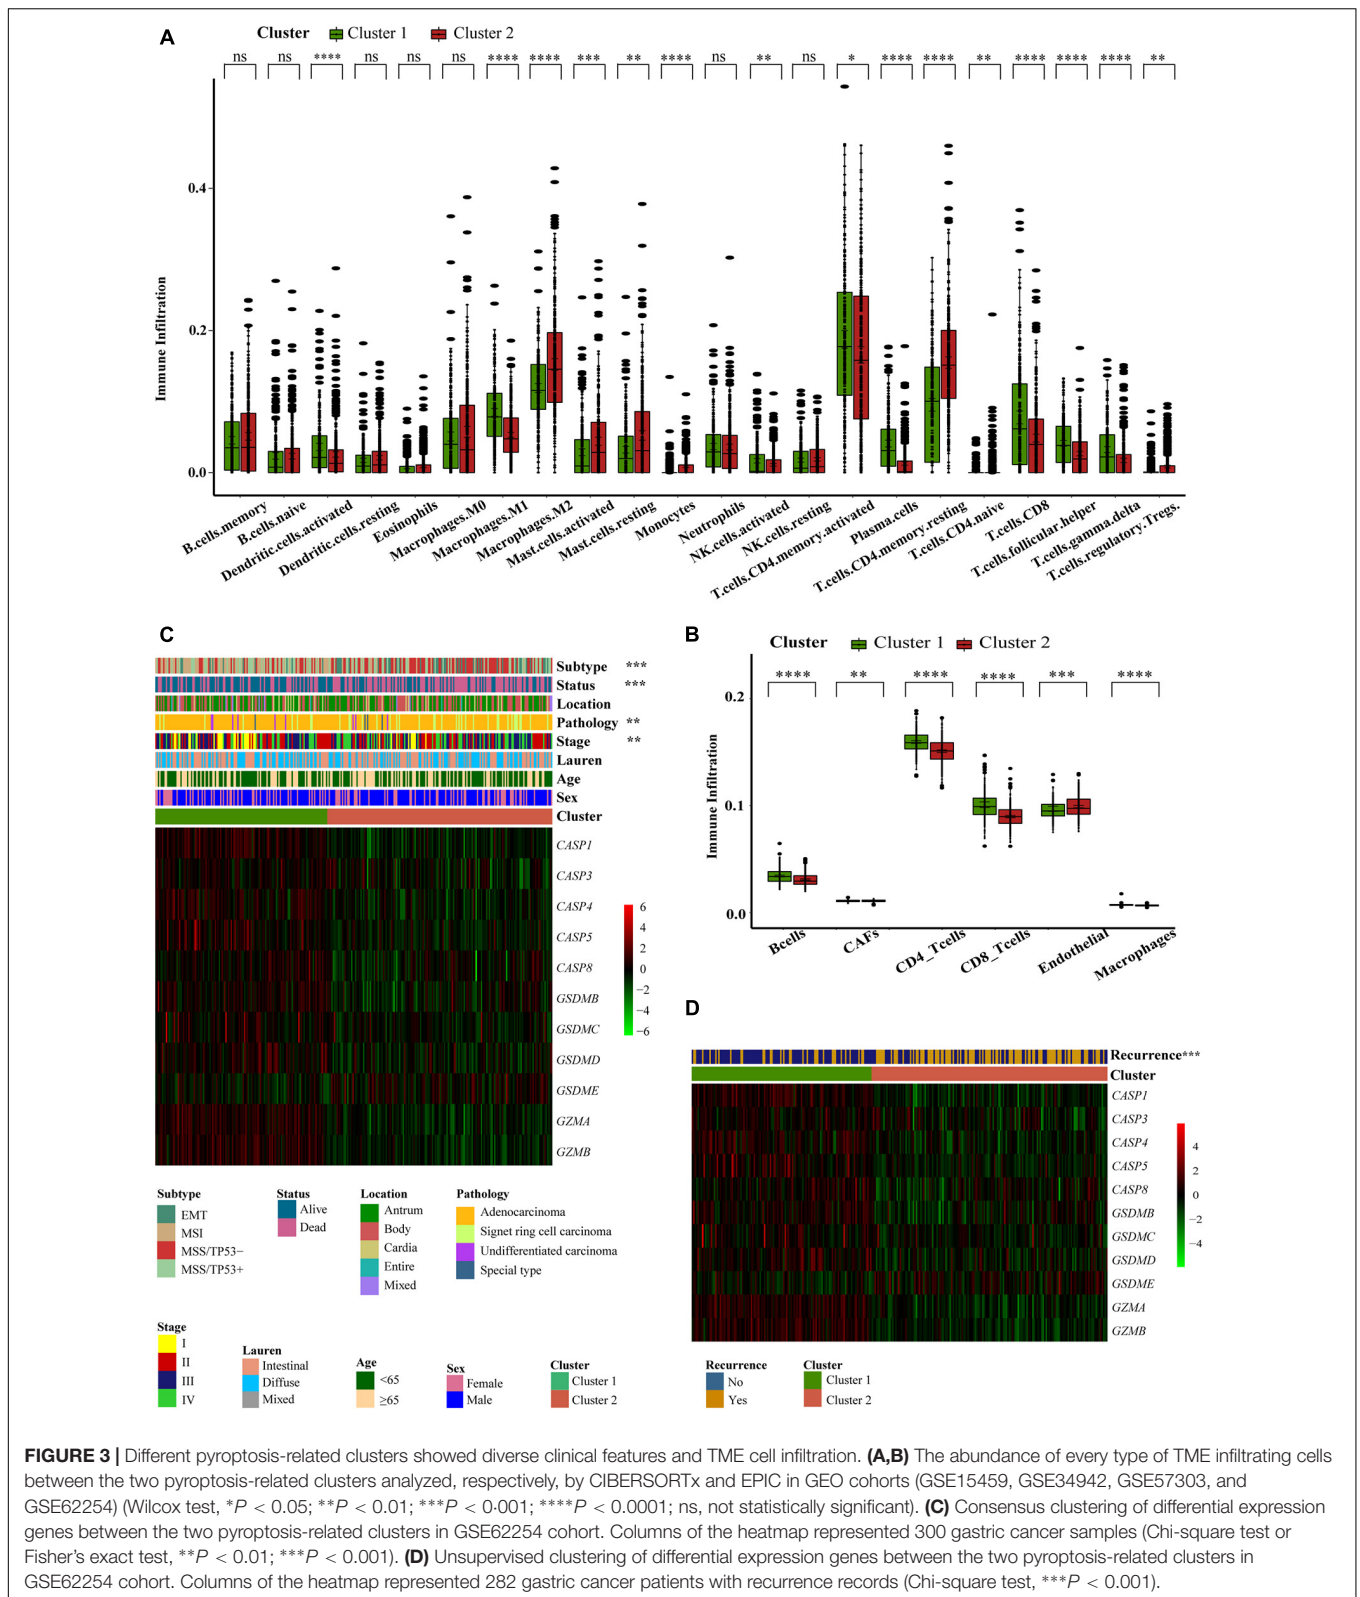 A
Cluster Cluster 1 Cluster 2
ns ns **** ns ns ns **** **** *** ** **** ns ** ns * **** **** ** **** **** **** **
Immune Infiltration
0.4
0.2
0.0
B.cells.memory
B.cells.naive
Dendritic.cells.activated
Dendritic.cells.resting
Eosinophils
Macrophages.M0
Macrophages.M1
Macrophages.M2
Mast.cells.activated
Mast.cells.resting
Monocytes
Neutrophils
NK.cells.activated
NK.cells.resting
T.cells.CD4.memory.activated
Plasma.cells
T.cells.CD4.memory.resting
T.cells.CD4.naive
T.cells.CD8
T.cells.follicular.helper
T.cells.gamma.delta
T.cells.regulatory.Tregs.
C
Subtype ***
Status ***
Location
Pathology **
Stage **
Lauren
Age
Sex
Cluster
CASP1
CASP3
CASP4
CASP5
CASP8
GSDMB
GSDMC
GSDMD
GSDME
GZMA
GZMB
6
4
2
0
−2
−4
−6
Subtype
EMT
MSI
MSS/TP53−
MSS/TP53+
Status
Alive
Dead
Location
Antrum
Body
Cardia
Entire
Mixed
Pathology
Adenocarcinoma
Signet ring cell carcinoma
Undifferentiated carcinoma
Special type
Stage
I
II
III
IV
Lauren
Intestinal
Diffuse
Mixed
Age
<65
≥65
Sex
Female
Male
Cluster
Cluster 1
Cluster 2
B
Cluster Cluster 1 Cluster 2
**** ** **** **** *** ****
Immune Infiltration
0.2
0.1
0.0
Bcells
CAFs
CD4_Tcells
CD8_Tcells
Endothelial
Macrophages
D
Recurrence***
Cluster
CASP1
CASP3
CASP4
CASP5
CASP8
GSDMB
GSDMC
GSDMD
GSDME
GZMA
GZMB
4
2
0
−2
−4
Recurrence
No
Yes
Cluster
Cluster 1
Cluster 2
FIGURE 3 | Different pyroptosis-related clusters showed diverse clinical features and TME cell infiltration. (A,B) The abundance of every type of TME infiltrating cells
between the two pyroptosis-related clusters analyzed, respectively, by CIBERSORTx and EPIC in GEO cohorts (GSE15459, GSE34942, GSE57303, and
GSE62254) (Wilcox test, *P < 0.05; **P < 0.01; ***P < 0·001; ****P < 0.0001; ns, not statistically significant). (C) Consensus clustering of differential expression
genes between the two pyroptosis-related clusters in GSE62254 cohort. Columns of the heatmap represented 300 gastric cancer samples (Chi-square test or
Fisher's exact test, **P < 0.01; ***P < 0.001). (D) Unsupervised clustering of differential expression genes between the two pyroptosis-related clusters in
GSE62254 cohort. Columns of the heatmap represented 282 gastric cancer patients with recurrence records (Chi-square test, ***P < 0.001).